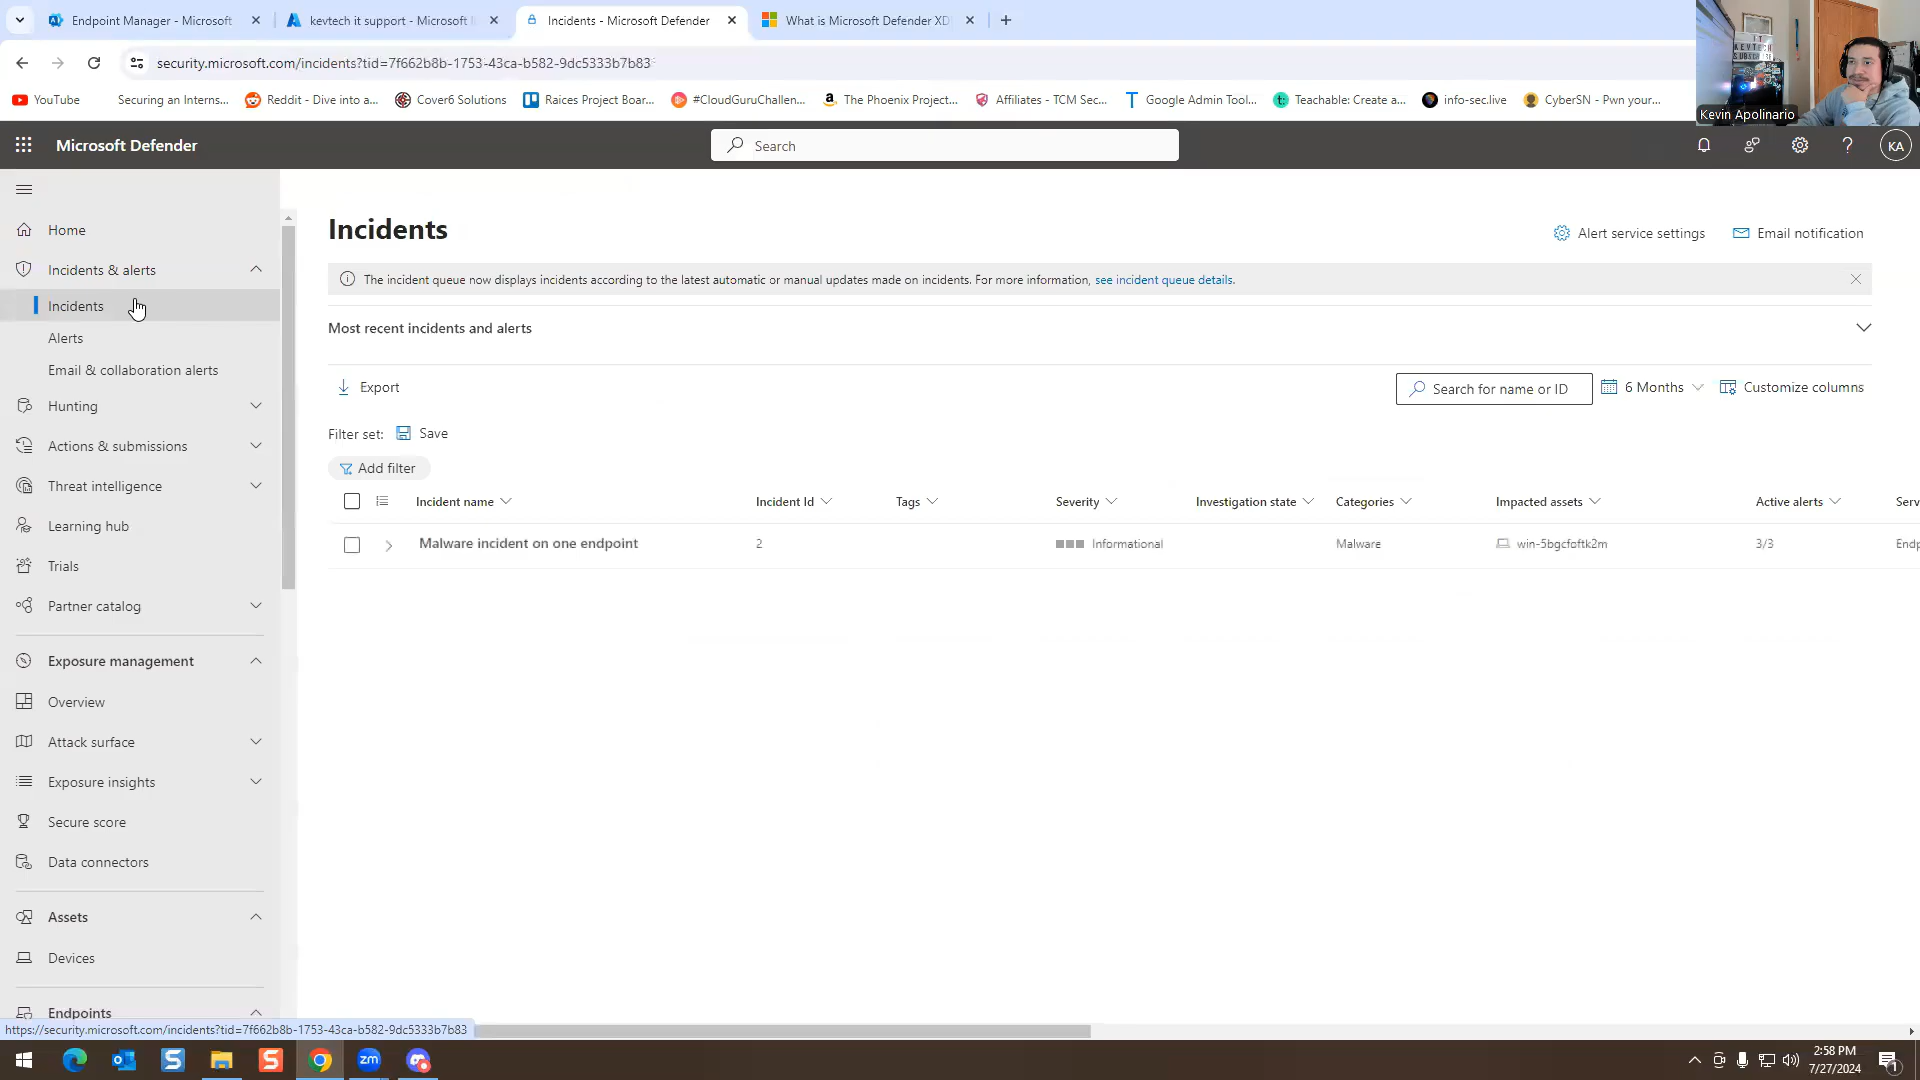 Endpoint Manager - Microsoft
kevtech it support - Microsoft
Incidents - Microsoft Defender
What is Microsoft Defender XD
security.microsoft.com/incidents?tid=7f662b8b-1753-43ca-b582-9dc5333b7b83
YouTube
Securing an Interns...
Reddit - Dive into a...
Cover6 Solutions
Raices Project Boar...
#CloudGuruChallen...
The Phoenix Project...
Affiliates - TCM Sec...
Google Admin Tool...
Teachable: Create a...
info-sec.live
CyberSN - Pwn your...
KEVTECH
Kevin Apolinario
Microsoft Defender
Search
KA
Home
Incidents & alerts
Incidents
Alerts
Email & collaboration alerts
Hunting
Actions & submissions
Threat intelligence
Learning hub
Trials
Partner catalog
Exposure management
Overview
Attack surface
Exposure insights
Secure score
Data connectors
Assets
Devices
Endpoints
Incidents
Alert service settings
Email notification
The incident queue now displays incidents according to the latest automatic or manual updates made on incidents. For more information, see incident queue details.
Most recent incidents and alerts
Export
Search for name or ID
6 Months
Customize columns
Filter set:
Save
Add filter
Incident name Incident Id Tags Severity Investigation state Categories Impacted assets Active alerts Serv
Malware incident on one endpoint 2 Informational Malware win-5bgcfoftk2m 3/3 Endp
https://security.microsoft.com/incidents?tid=7f662b8b-1753-43ca-b582-9dc5333b7b83
zm
2:58 PM
7/27/2024
1